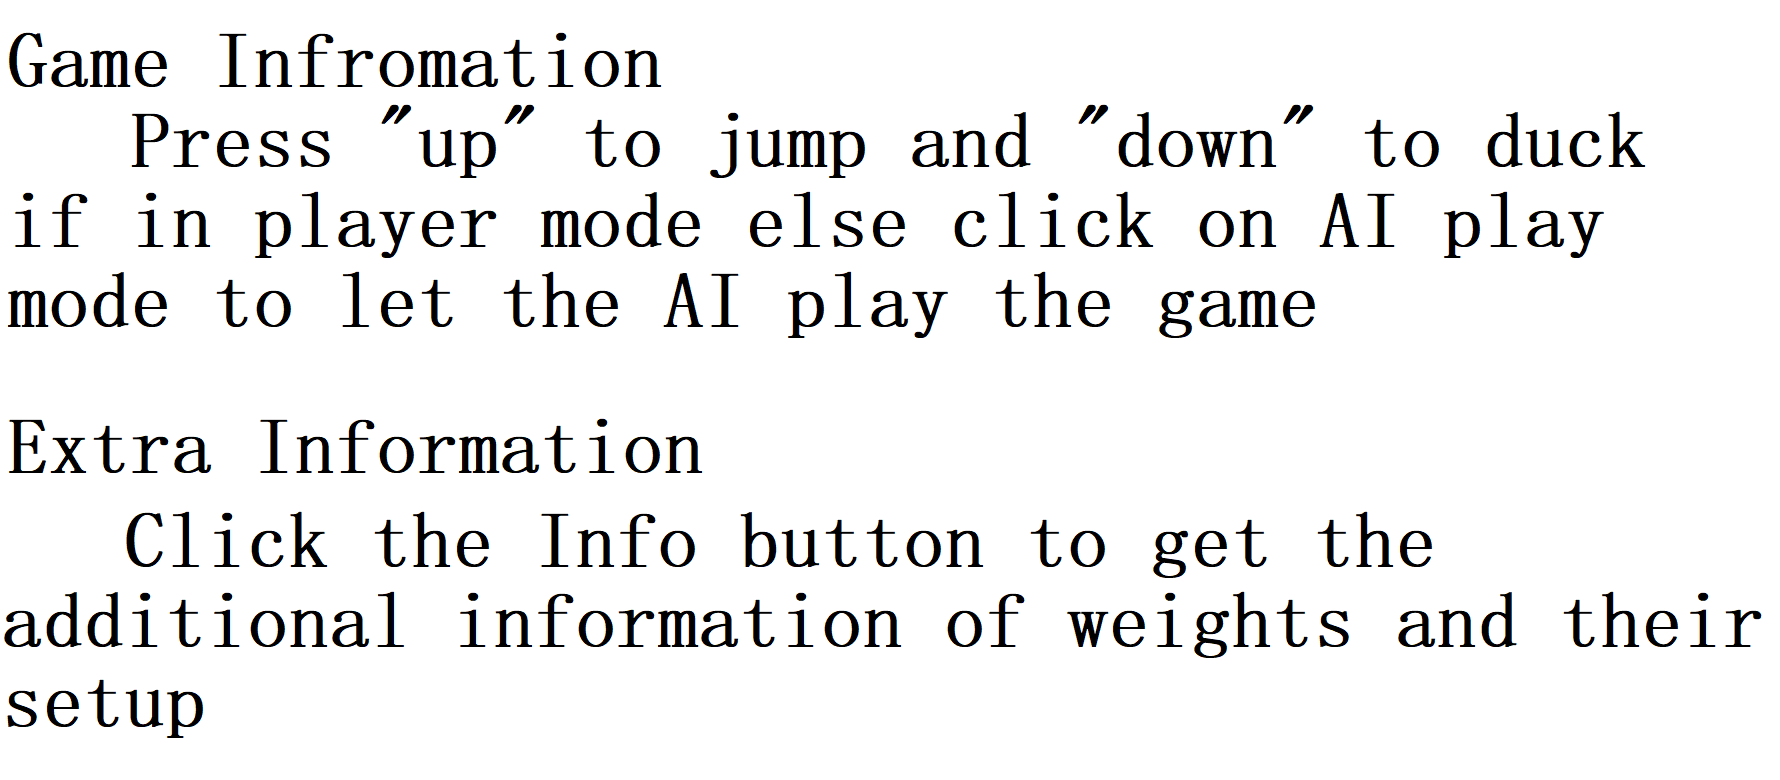 Game Infromation
Press "up" to jump and "down" to duck
if in player mode else click on AI play
mode to let the AI play the game
Extra Information
Click the Info button to get the
additional information of weights and their
setup